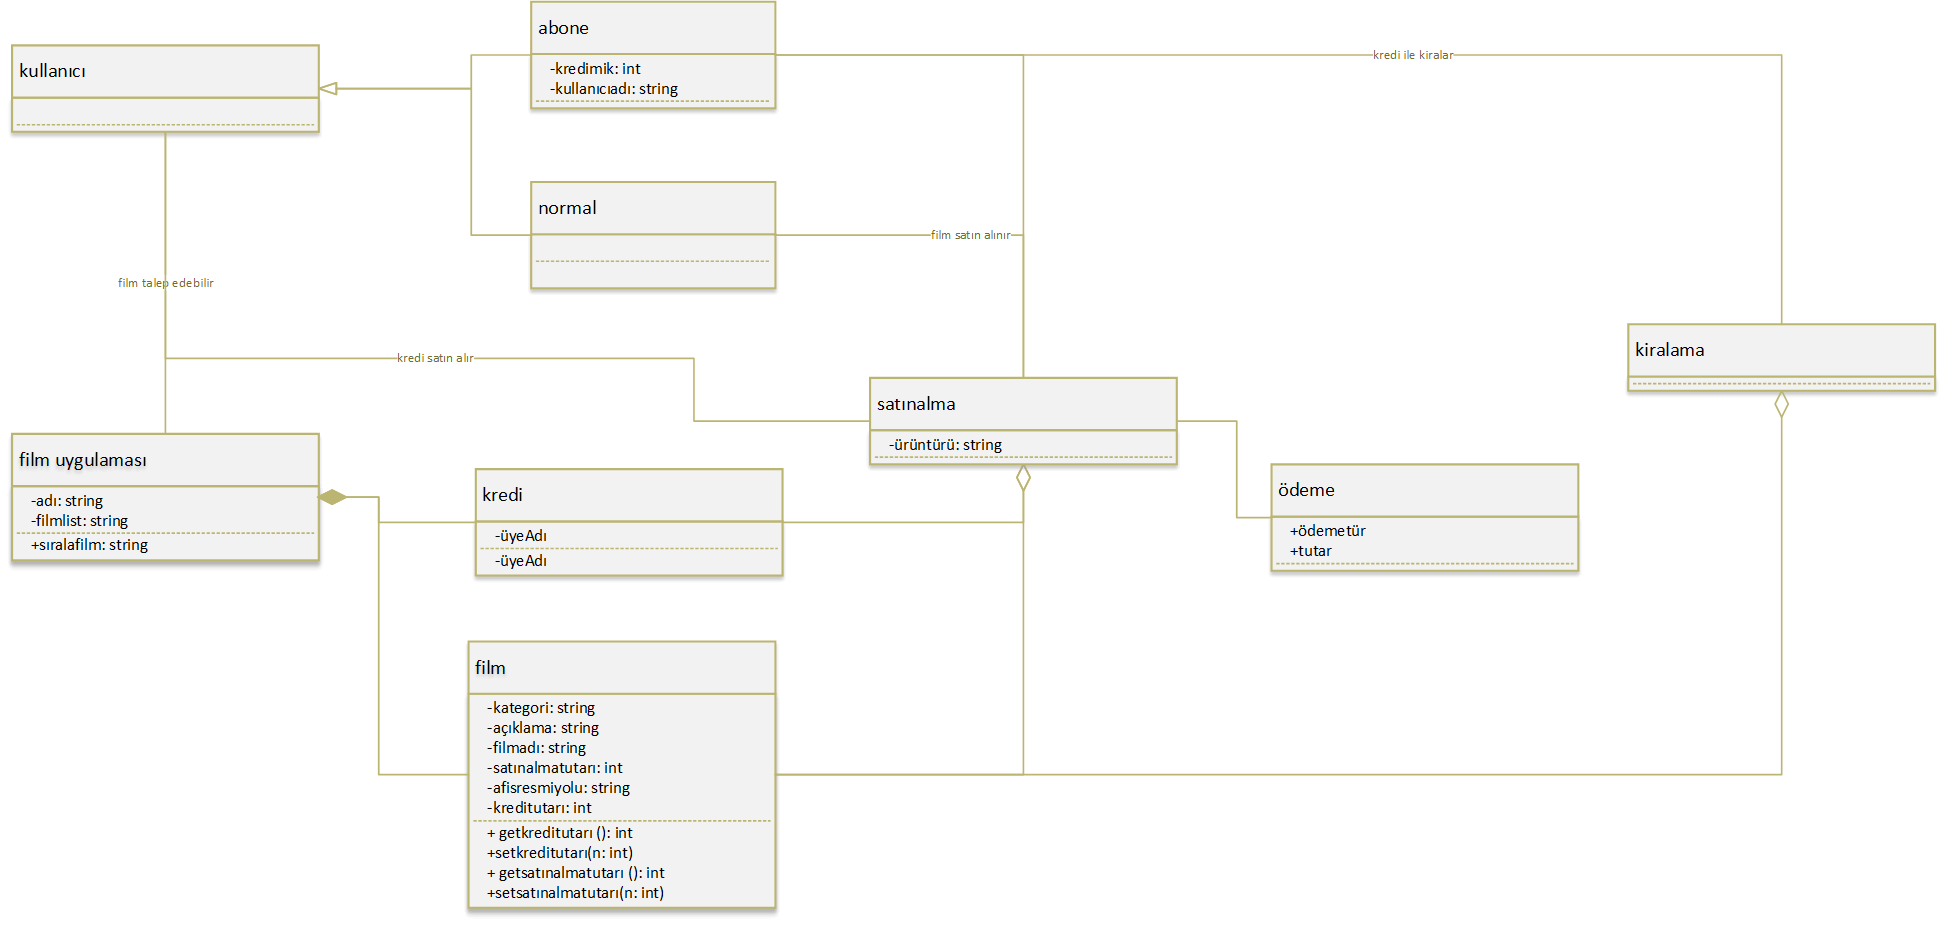 abone
-kredimik: int
-kullanıcıadı: string
kullanıcı
kredi ile kiralar
normal
film satın alınır
film talep edebilir
kredi satın alır
kiralama
satınalma
-ürüntürü: string
film uygulaması
-adı: string
-filmlist: string
+sıralafilm: string
kredi
-üyeAdı
-üyeAdı
ödeme
+ödemetür
+tutar
film
-kategori: string
-açıklama: string
-filmadı: string
-satınalmatutarı: int
-afisresmiyolu: string
-kreditutarı: int
+ getkreditutarı (): int
+setkreditutarı(n: int)
+ getsatınalmatutarı (): int
+setsatınalmatutarı(n: int)